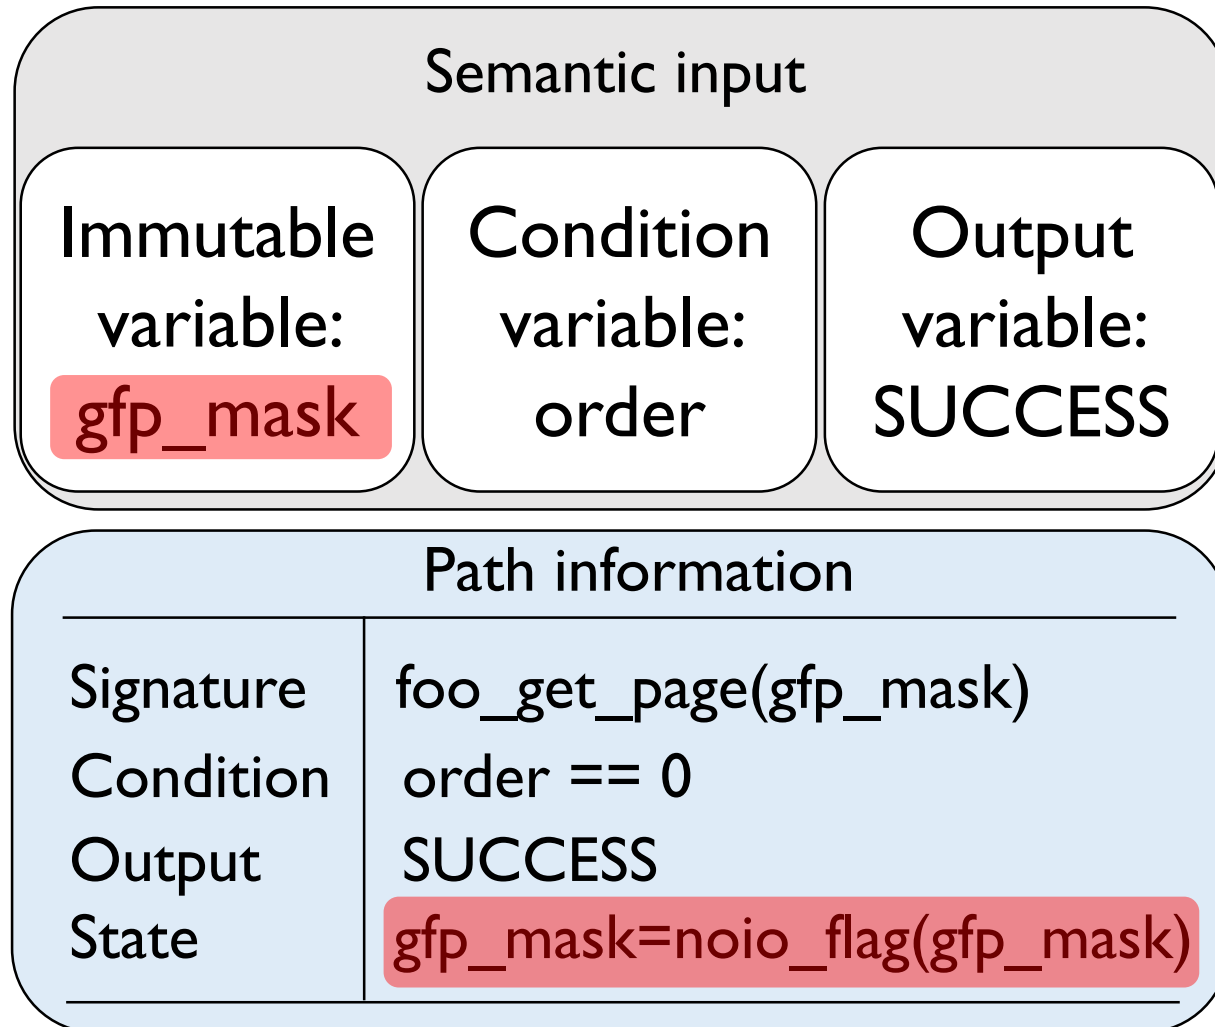 Semantic input
Immutable
variable:
gfp_mask
Condition
variable:
order
Output
variable:
SUCCESS
Path information
Signature foo_get_page(gfp_mask)
Condition order == 0
Output SUCCESS
State gfp_mask=noio_flag(gfp_mask)